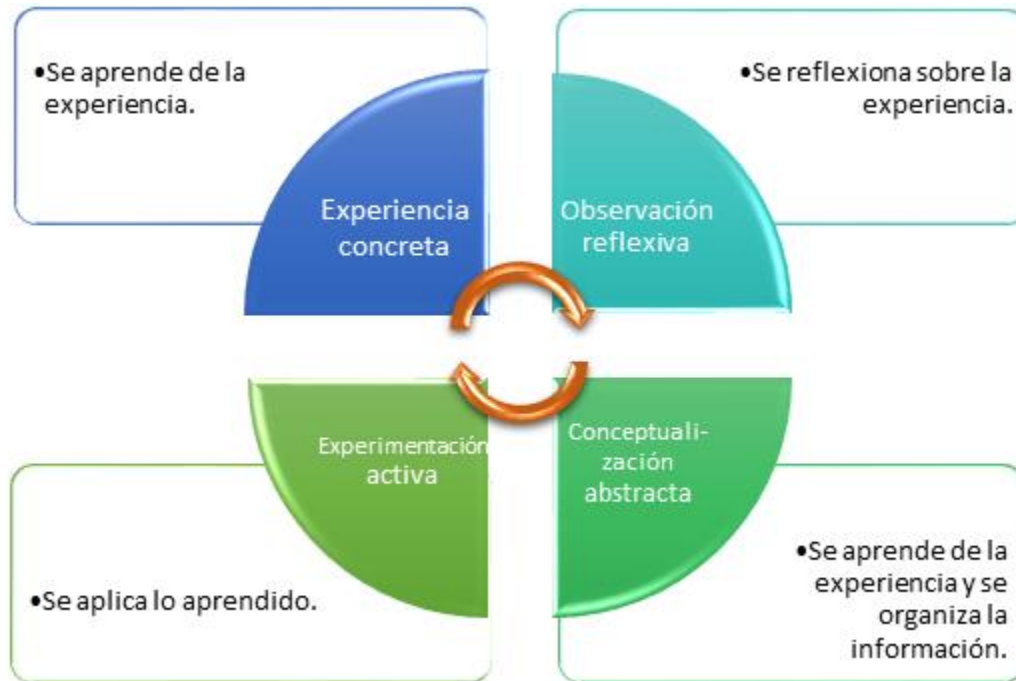 •Se aprende de la
experiencia.
•Se reflexiona sobre la
experiencia.
Experiencia
concreta
Observación
reflexiva
Experimentación
activa
Conceptuali-
zación
abstracta
•Se aplica lo aprendido.
•Se aprende de la
experiencia y se
organiza la
información.